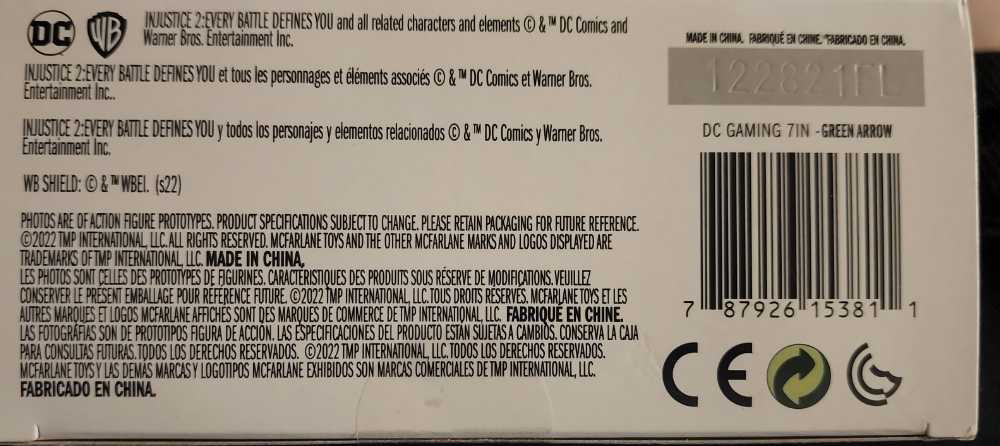 DC WB INJUSTICE 2:EVERY BATTLE DEFINES YOU and all related characters and elements © & ™ DC Comics and
Warner Bros. Entertainment Inc.
INJUSTICE 2:EVERY BATTLE DEFINES YOU et tous les personnages et éléments associés © & ™ DC Comics et Warner Bros.
Entertainment Inc..
INJUSTICE 2:EVERY BATTLE DEFINES YOU y todos los personajes y elementos relacionados © & ™ DC Comics y Warner Bros.
Entertainment Inc.
WB SHIELD: © & ™ WBEI. (s22)
PHOTOS ARE OF ACTION FIGURE PROTOTYPES. PRODUCT SPECIFICATIONS SUBJECT TO CHANGE. PLEASE RETAIN PACKAGING FOR FUTURE REFERENCE.
©2022 TMP INTERNATIONAL, LLC. ALL RIGHTS RESERVED. MCFARLANE TOYS AND THE OTHER MCFARLANE MARKS AND LOGOS DISPLAYED ARE
TRADEMARKS OF TMP INTERNATIONAL, LLC. MADE IN CHINA,
LES PHOTOS SONT CELLES DES PROTOTYPES DE FIGURINES. CARACTERISTIQUES DES PRODUITS SOUS RÉSERVE DE MODIFICATIONS. VEUILLEZ
CONSERVER LE PRÉSENT EMBALLAGE POUR RÉFÉRENCE FUTURE. ©2022 TMP INTERNATIONAL, LLC. TOUS DROITS RÉSERVÉS. MCFARLANE TOYS ET LES
AUTRES MARQUES ET LOGOS MCFARLANE AFFICHÉS SONT DES MARQUES DE COMMERCE DE TMP INTERNATIONAL, LLC. FABRIQUÉ EN CHINE.
LAS FOTOGRAFÍAS SON DE PROTOTIPOS FIGURA DE ACCIÓN. LAS ESPECIFICACIONES DEL PRODUCTO ESTÁN SUJETAS A CAMBIOS. CONSERVA LA CAJA
PARA CONSULTAS FUTURAS. TODOS LOS DERECHOS RESERVADOS. ©2022 TMP INTERNATIONAL, LLC. TODOS LOS DERECHOS RESERVADOS.
MCFARLANE TOYS Y LAS DEMAS MARCAS Y LOGOTIPOS MCFARLANE EXHIBIDOS SON MARCAS COMERCIALES DE TMP INTERNATIONAL, LLC.
FABRICADO EN CHINA.
MADE IN CHINA. FABRIQUÉ EN CHINE. *FABRICADO EN CHINA.
122821FL
DC GAMING 7IN -GREEN ARROW
7 87926 15381 1
CE